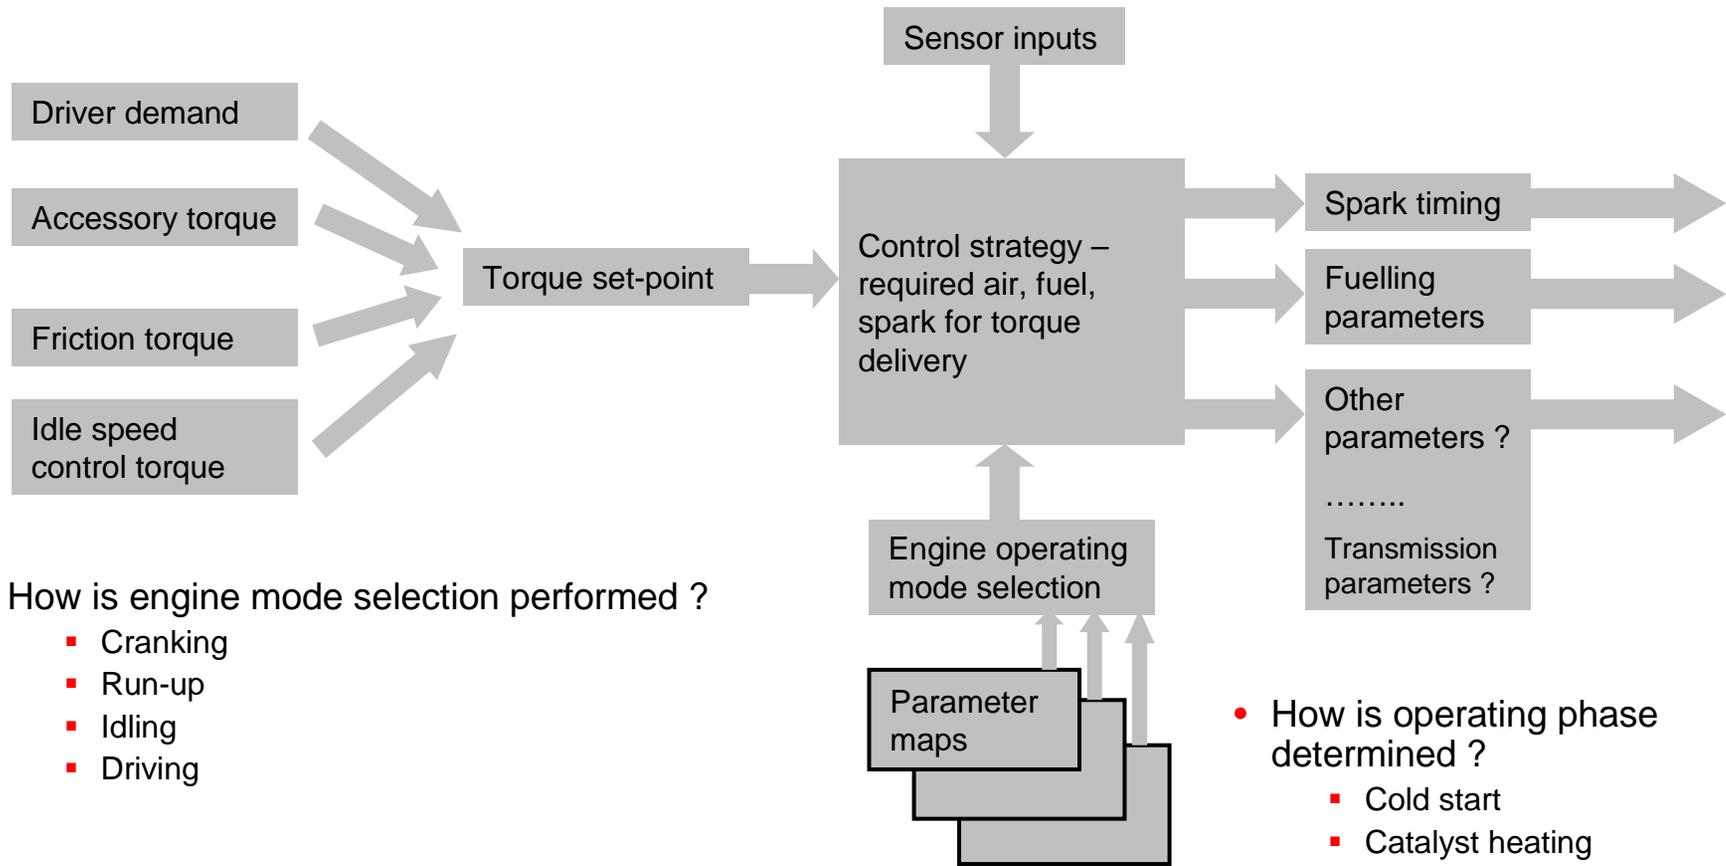 Sensor inputs
Driver demand
Accessory torque
Friction torque
Idle speed
control torque
Torque set-point
Control strategy –
required air, fuel,
spark for torque
delivery
Spark timing
Fuelling
parameters
Other
parameters ?
……..
Transmission
parameters ?
Engine operating
mode selection
Parameter
maps
How is engine mode selection performed ?
▪ Cranking
▪ Run-up
▪ Idling
▪ Driving
• How is operating phase
determined ?
▪ Cold start
▪ Catalyst heating